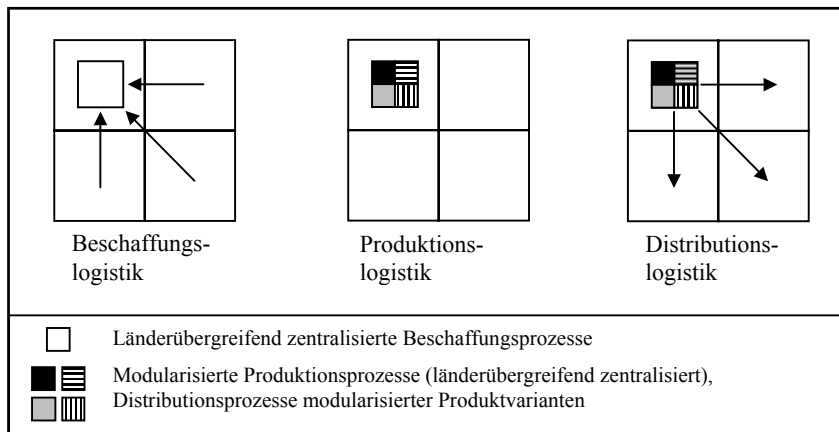 Beschaffungs-
logistik
Produktions-
logistik
Distributions-
logistik
Länderübergreifend zentralisierte Beschaffungsprozesse
Modularisierte Produktionsprozesse (länderübergreifend zentralisiert),
Distributionsprozesse modularisierter Produktvarianten